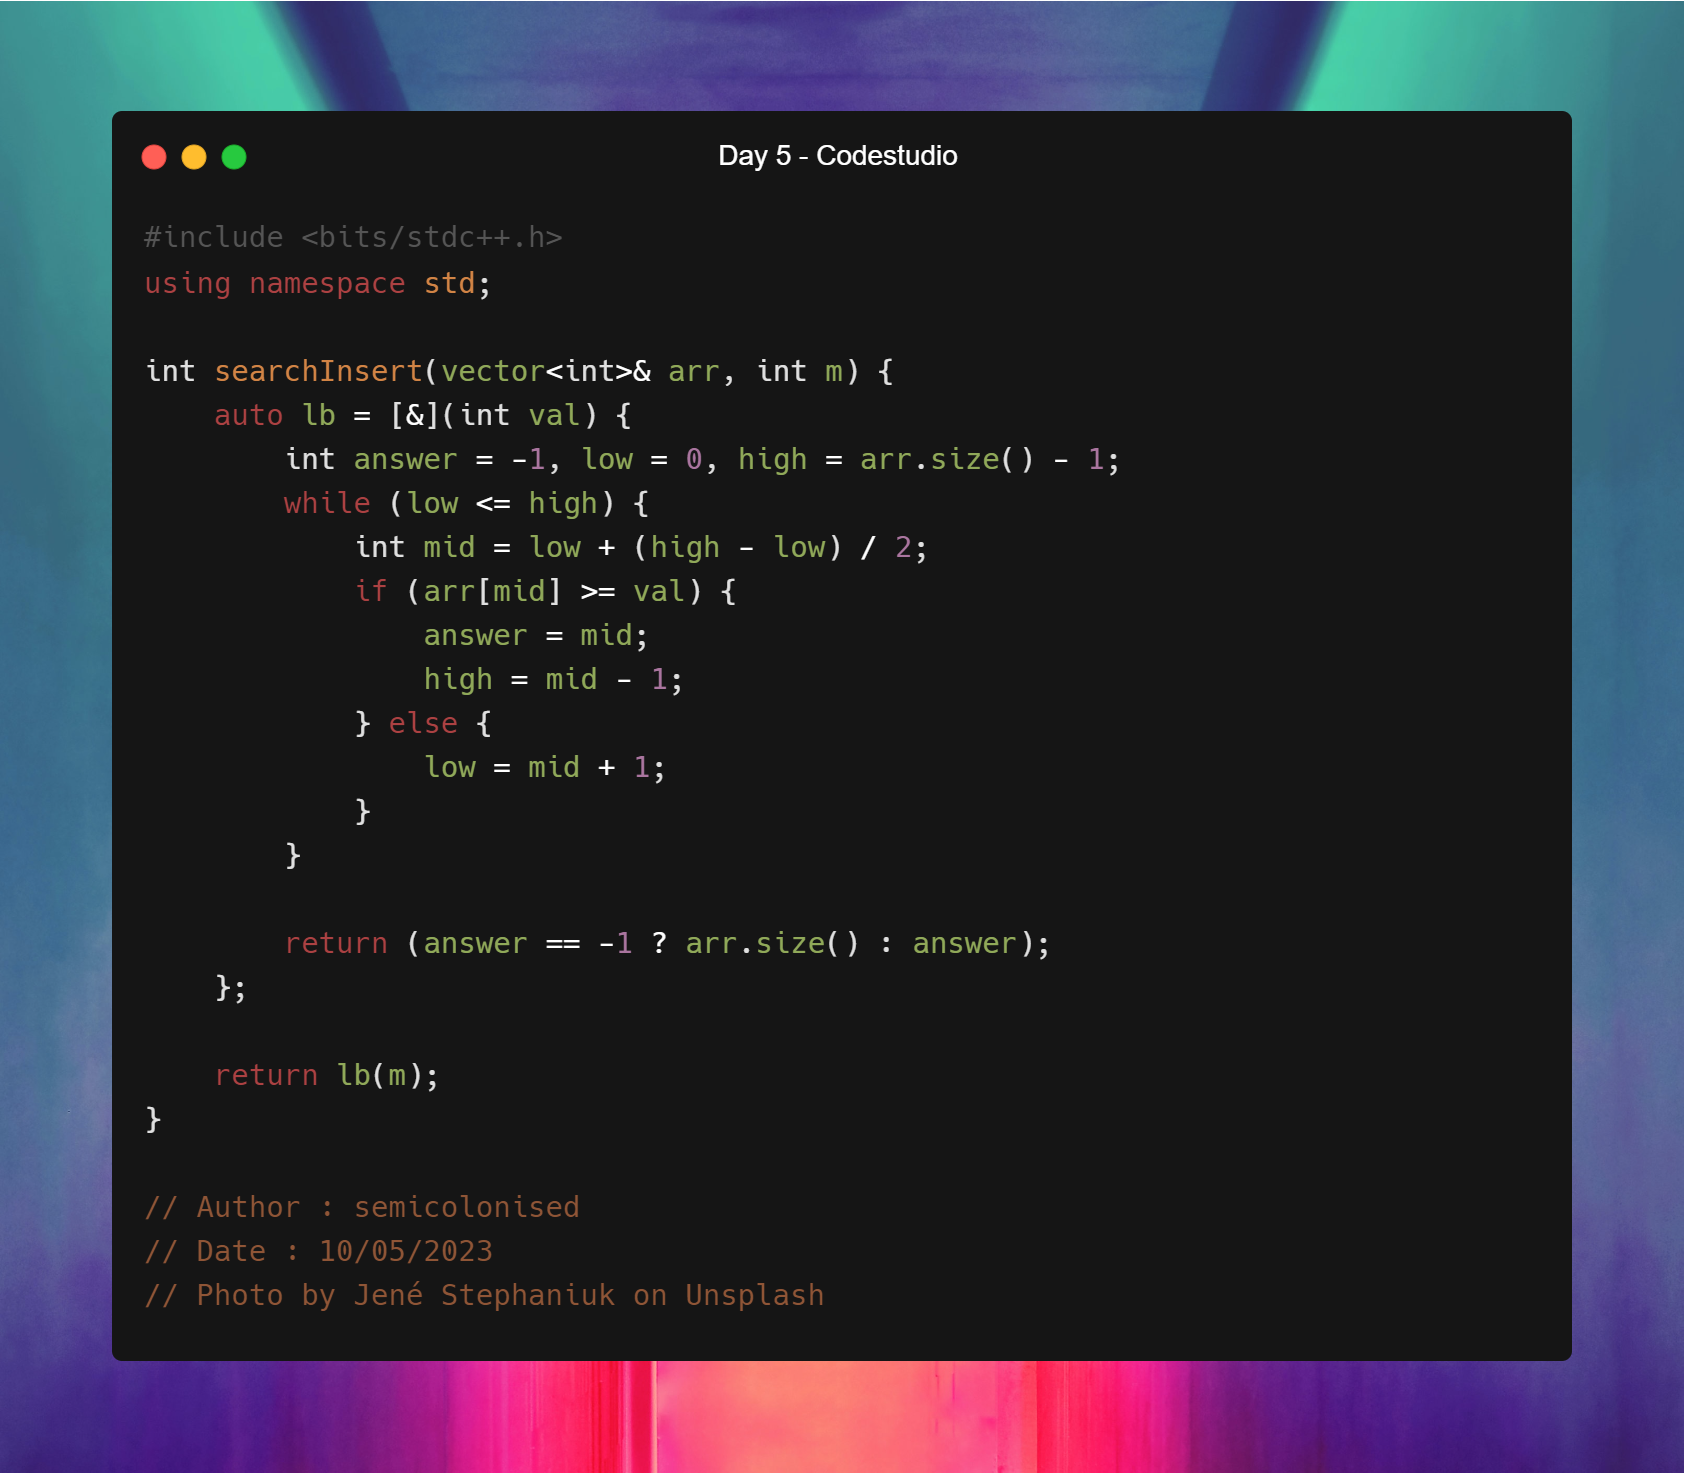 Day 5 - Codestudio
#include <bits/stdc++.h>
using namespace std;
int searchInsert(vector<int>& arr, int m) {
    auto lb = [&](int val) {
        int answer = -1, low = 0, high = arr.size() - 1;
        while (low <= high) {
            int mid = low + (high - low) / 2;
            if (arr[mid] >= val) {
                answer = mid;
                high = mid - 1;
            } else {
                low = mid + 1;
            }
        }
        return (answer == -1 ? arr.size() : answer);
    };
    return lb(m);
}
// Author : semicolonised
// Date : 10/05/2023
// Photo by Jené Stephaniuk on Unsplash